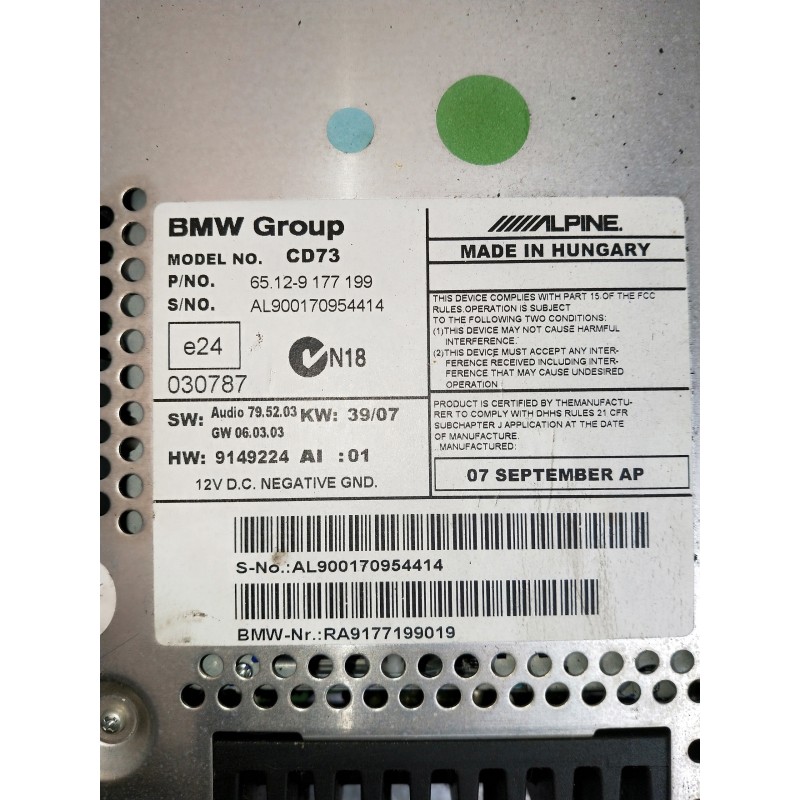 BMW Group
MODEL NO. CD73
P/NO. 65.12-9 177 199
S/NO. AL900170954414
e24
N18
030787
SW: Audio 79.52.03 KW: 39/07
GW 06.03.03
HW: 9149224 AI :01
12V D.C. NEGATIVE GND.
ALPINE.
MADE IN HUNGARY
THIS DEVICE COMPLIES WITH PART 15.OF THE FCC
RULES.OPERATION IS SUBJECT
TO THE FOLLOWING TWO CONDITIONS:
(1)THIS DEVICE MAY NOT CAUSE HARMFUL
INTERFERENCE.
(2)THIS DEVICE MUST ACCEPT ANY INTER-
FERENCE RECEIVED INCLUDING INTER-
FERENCE THAT MAY CAUSE UNDESIRED
OPERATION
PRODUCT IS CERTIFIED BY THEMANUFACTU-
RER TO COMPLY WITH DHHS RULES 21 CFR
SUBCHAPTER J APPLICATION AT THE DATE
OF MANUFACTURE.
MANUFACTURED:
07 SEPTEMBER AP
S-No.:AL900170954414
BMW-Nr.:RA9177199019